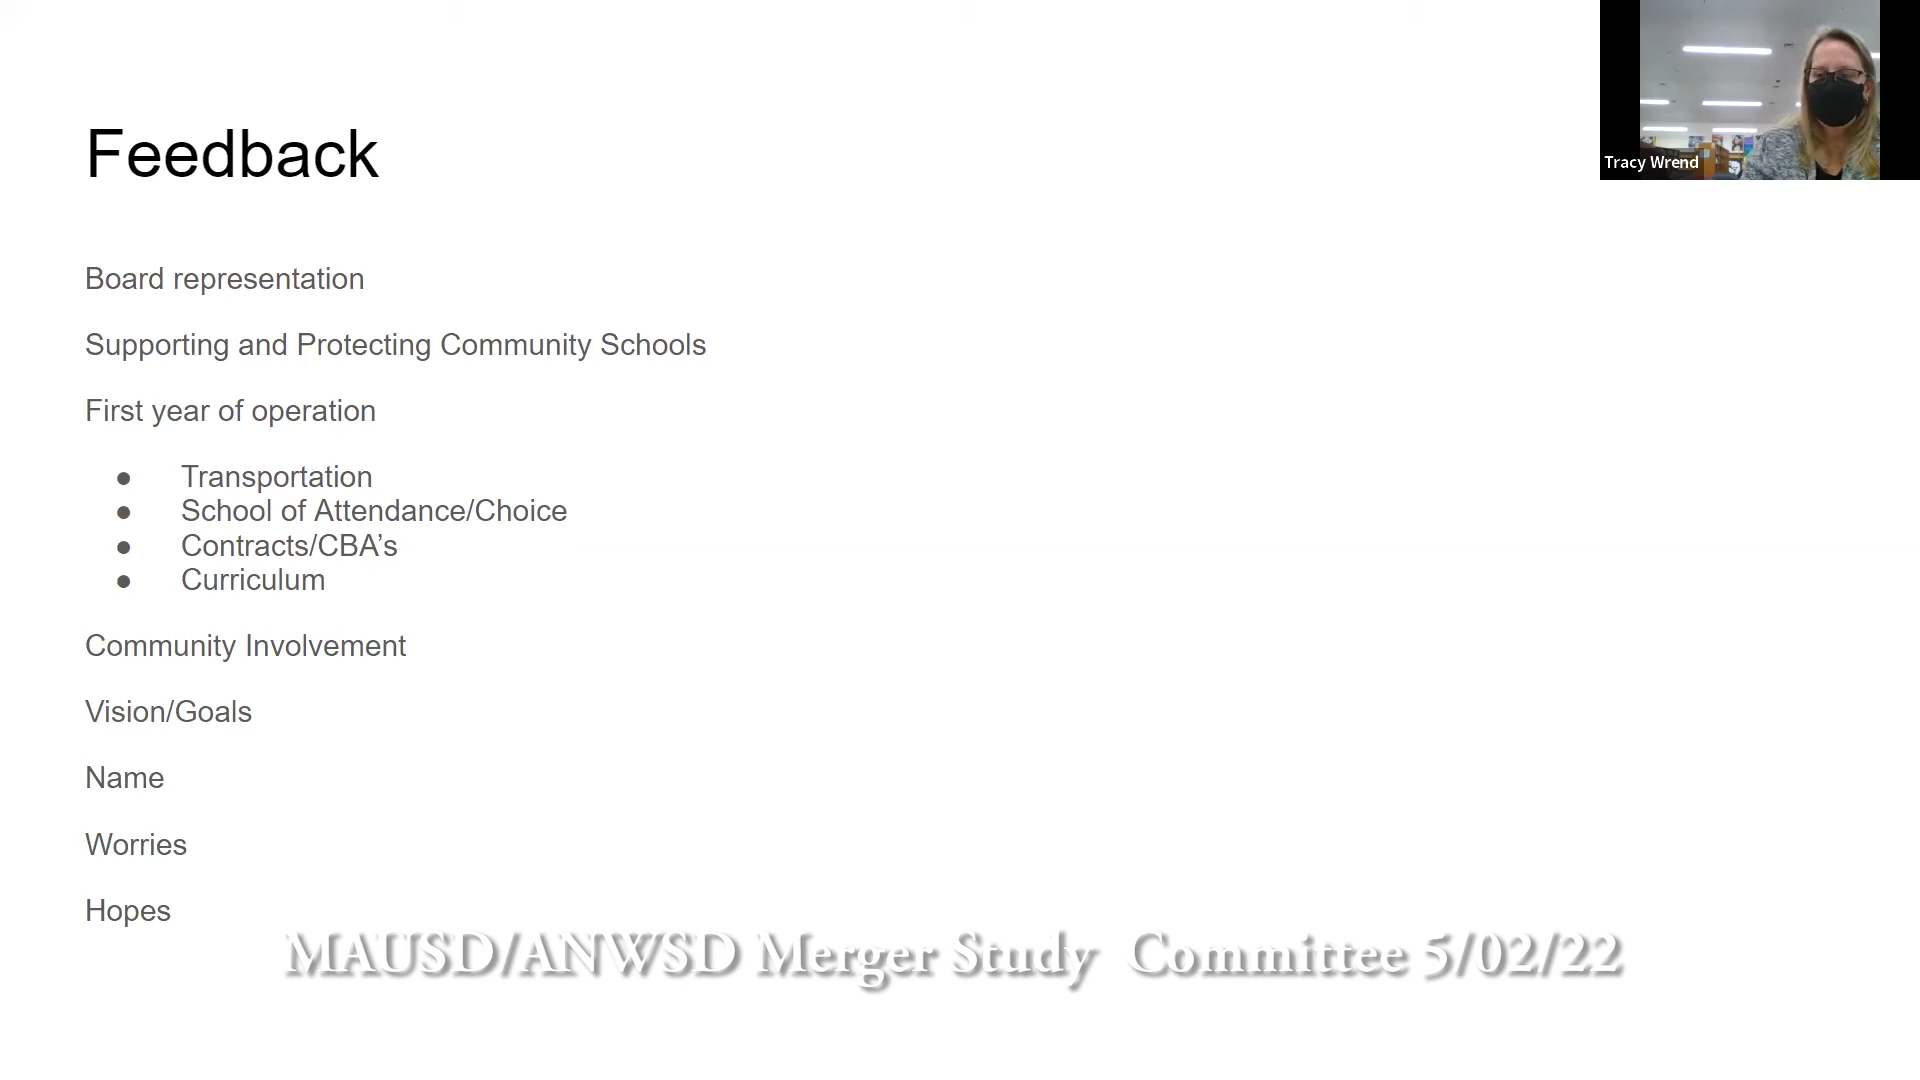 Feedback
Tracy Wrend
Board representation
Supporting and Protecting Community Schools
First year of operation
● Transportation
● School of Attendance/Choice
● Contracts/CBA’s
● Curriculum
Community Involvement
Vision/Goals
Name
Worries
Hopes
MAUSD/ANWSD Merger Study Committee 5/02/22